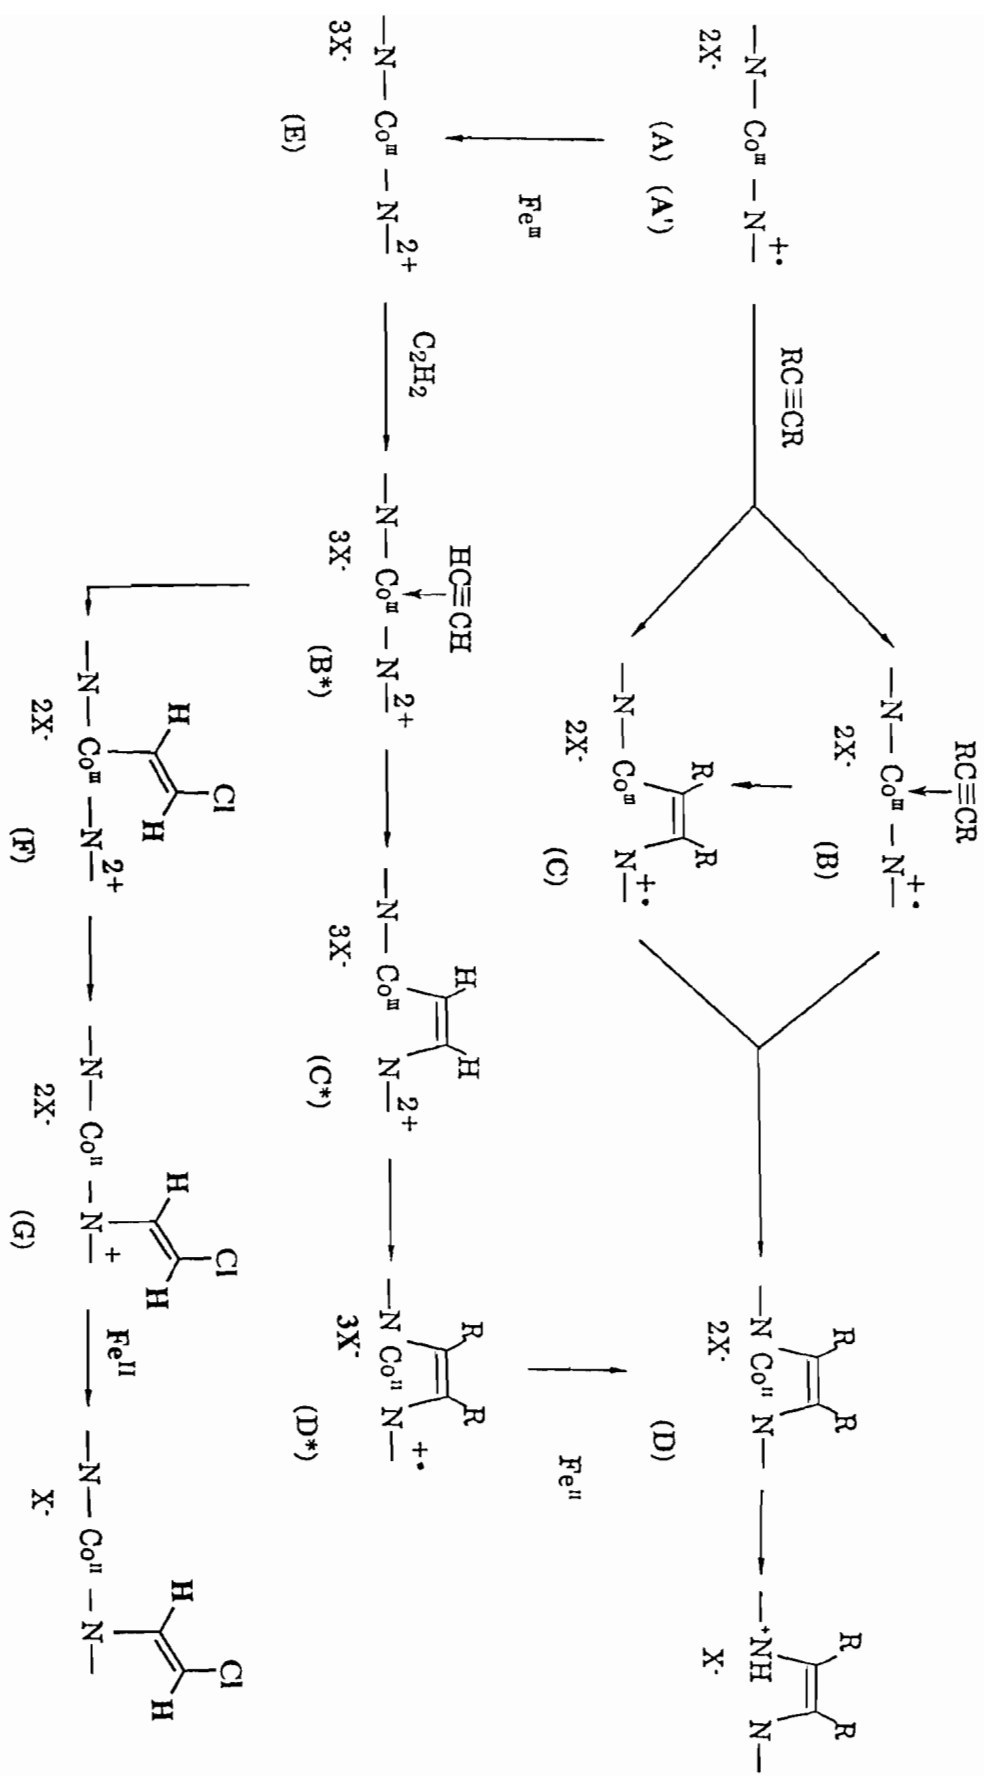 RC≡CR
—N—Coᴵᴵᴵ—N—⁺•
2X⁻
(B)
RC≡CR
—N—Coᴵᴵᴵ—N—⁺•
2X⁻
(A) (A')
R R
—N—Coᴵᴵᴵ N—⁺•
2X⁻
(C)
R R
—N Coᴵᴵ N—
2X⁻
(D)
R R
—⁺NH N—
X⁻
Feᴵᴵᴵ
Feᴵᴵ
—N—Coᴵᴵᴵ—N—²⁺
3X⁻
(E)
C₂H₂
HC≡CH
—N—Coᴵᴵᴵ—N—²⁺
3X⁻
(B*)
H H
—N—Coᴵᴵᴵ N—²⁺
3X⁻
(C*)
R R
—N Coᴵᴵ N—⁺•
3X⁻
(D*)
H Cl H
—N—Coᴵᴵᴵ—N—²⁺
2X⁻
(F)
H Cl H
—N—Coᴵᴵ—N—⁺
2X⁻
(G)
Feᴵᴵ
H Cl H
—N—Coᴵᴵ—N—
X⁻